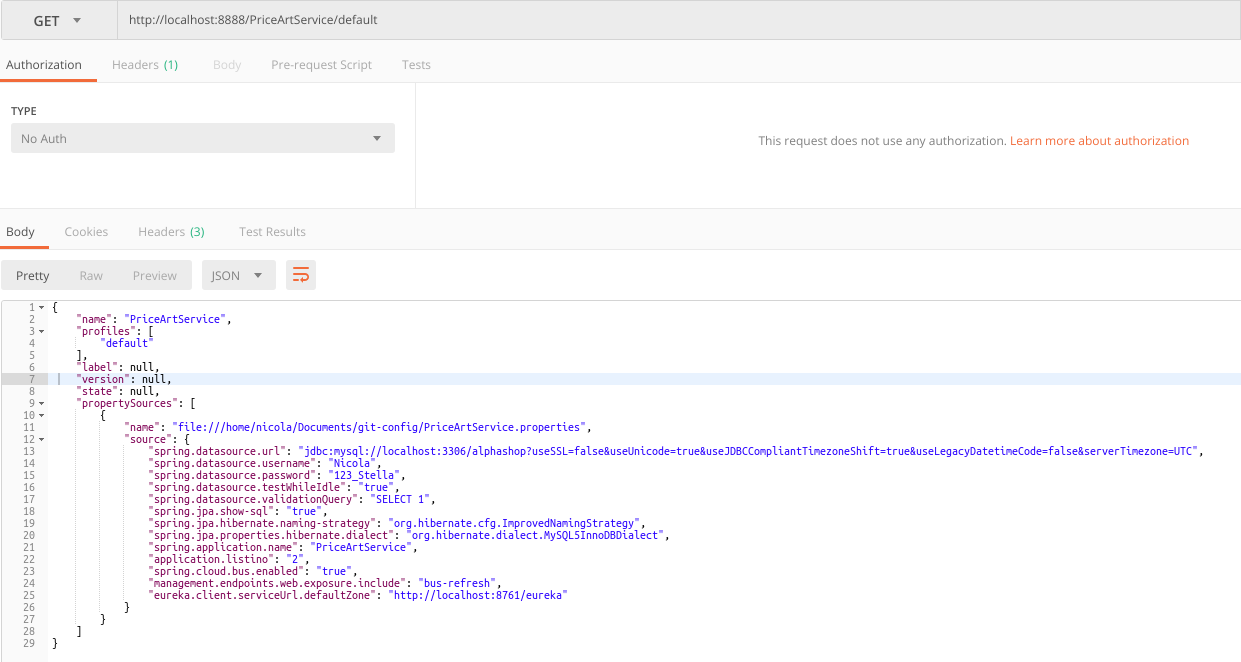 GET http://localhost:8888/PriceArtService/default
Authorization Headers (1) Body Pre-request Script Tests
TYPE
No Auth
This request does not use any authorization. Learn more about authorization
Body Cookies Headers (3) Test Results
Pretty Raw Preview JSON
1 {
2 "name": "PriceArtService",
3 "profiles": [
4 "default"
5 ],
6 "label": null,
7 "version": null,
8 "state": null,
9 "propertySources": [
10 {
11 "name": "file:///home/nicola/Documents/git-config/PriceArtService.properties",
12 "source": {
13 "spring.datasource.url": "jdbc:mysql://localhost:3306/alphashop?useSSL=false&useUnicode=true&useJDBCCompliantTimezoneShift=true&useLegacyDatetimeCode=false&serverTimezone=UTC",
14 "spring.datasource.username": "Nicola",
15 "spring.datasource.password": "123_Stella",
16 "spring.datasource.testWhileIdle": "true",
17 "spring.datasource.validationQuery": "SELECT 1",
18 "spring.jpa.show-sql": "true",
19 "spring.jpa.hibernate.naming-strategy": "org.hibernate.cfg.ImprovedNamingStrategy",
20 "spring.jpa.properties.hibernate.dialect": "org.hibernate.dialect.MySQL5InnoDBDialect",
21 "spring.application.name": "PriceArtService",
22 "application.listino": "2",
23 "spring.cloud.bus.enabled": "true",
24 "management.endpoints.web.exposure.include": "bus-refresh",
25 "eureka.client.serviceUrl.defaultZone": "http://localhost:8761/eureka"
26 }
27 }
28 ]
29 }